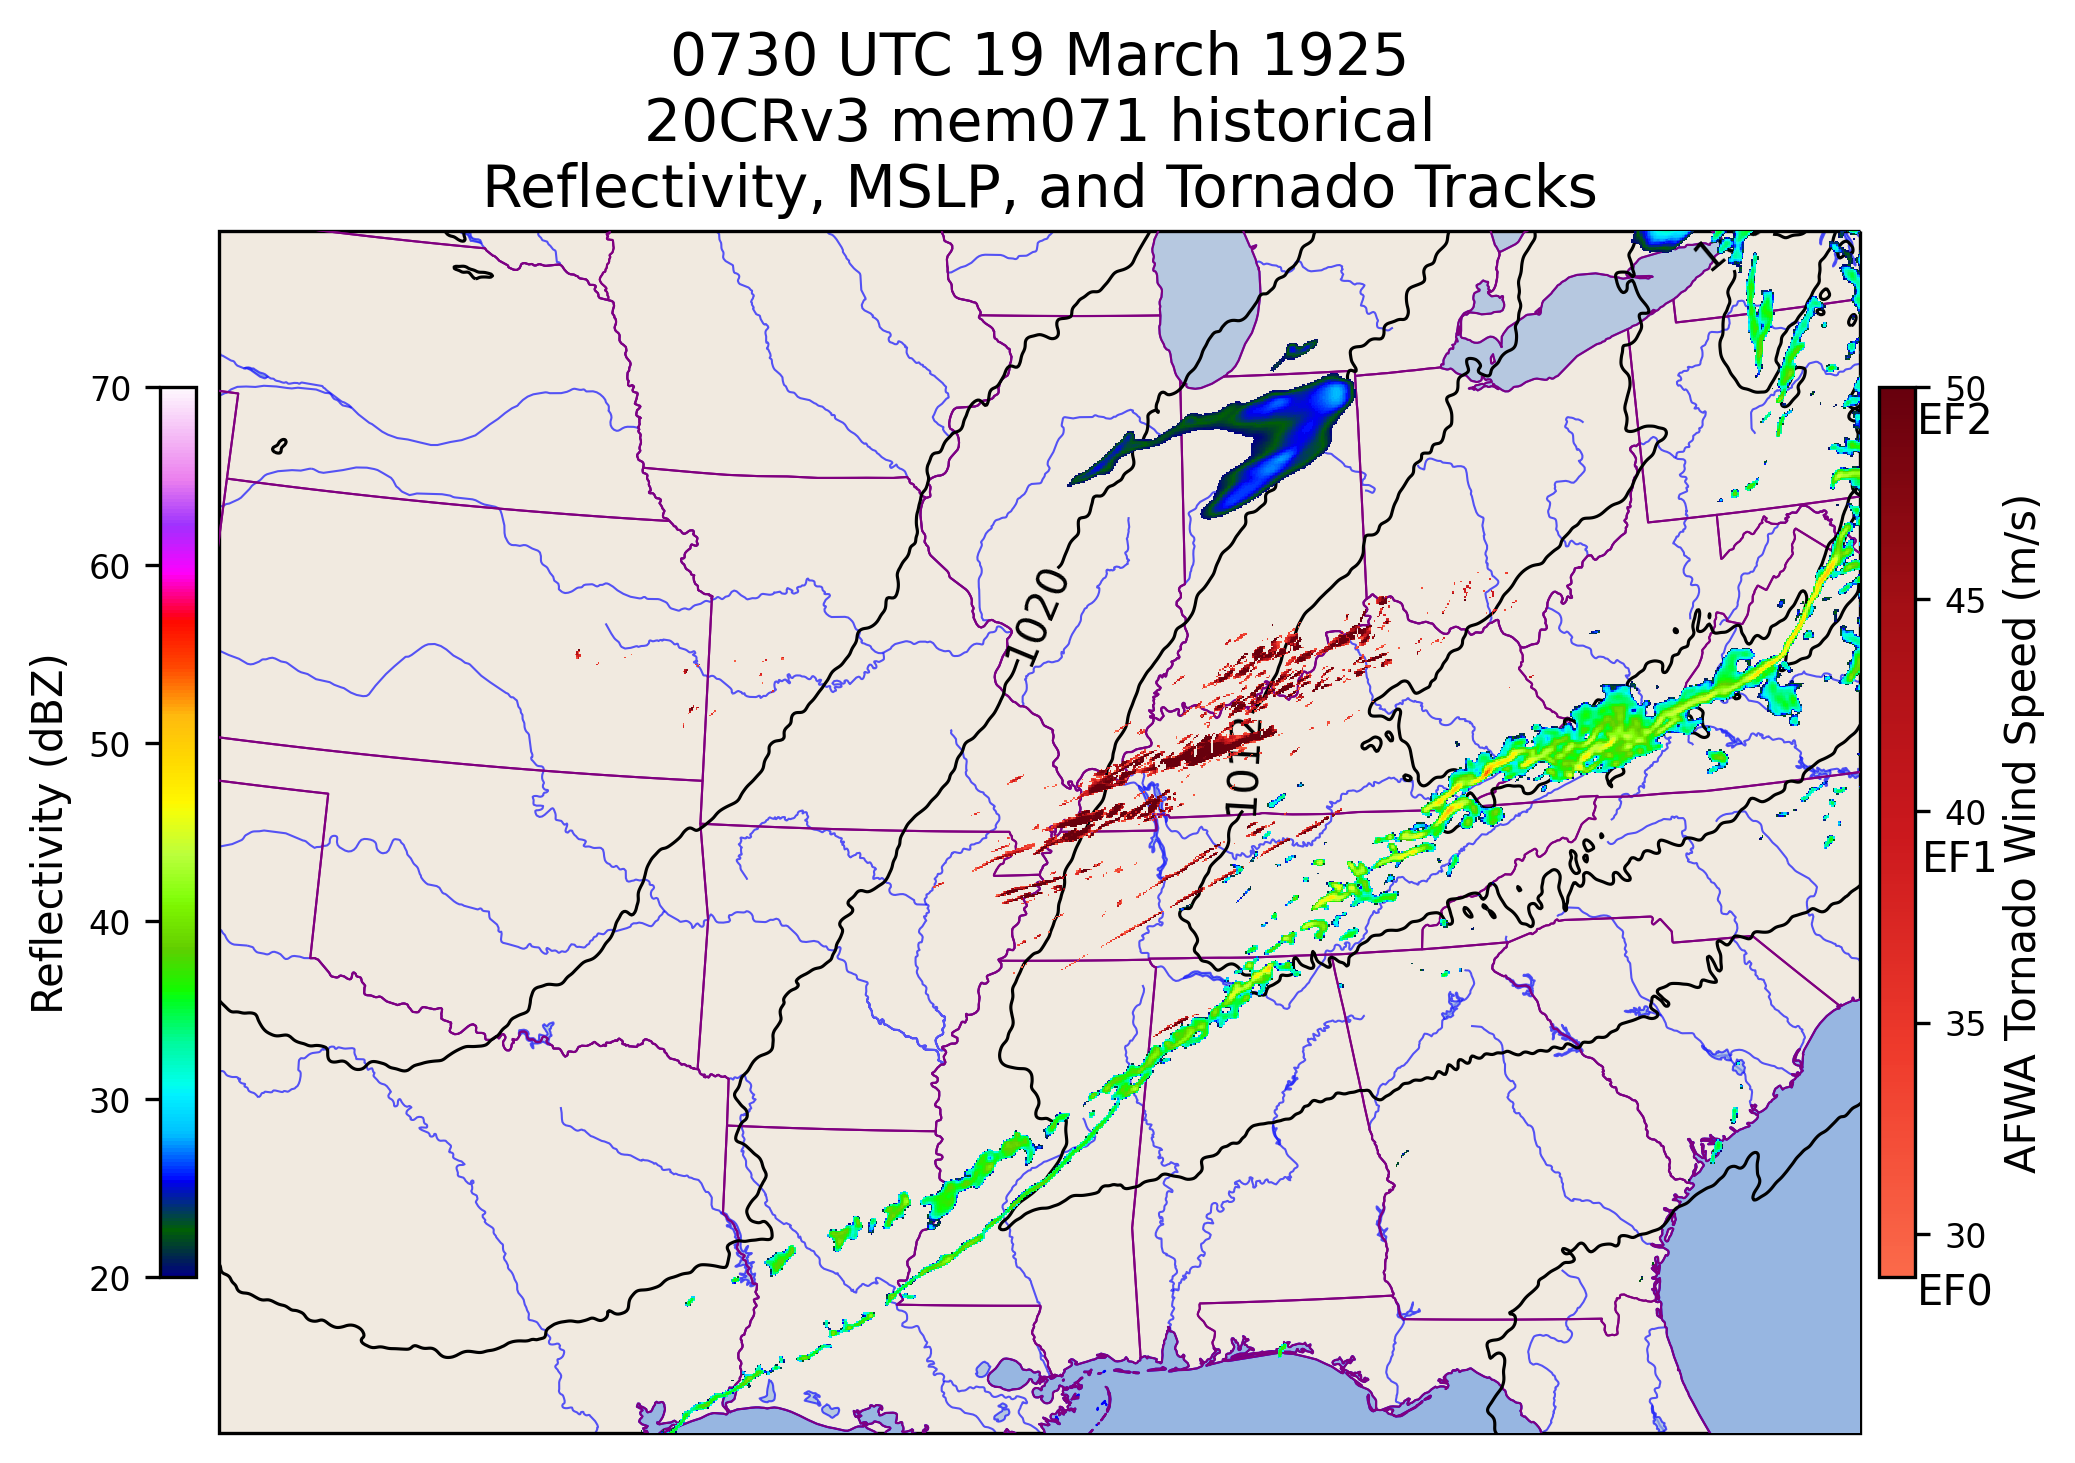 0730 UTC 19 March 1925
20CRv3 mem071 historical
Reflectivity, MSLP, and Tornado Tracks
Reflectivity (dBZ)
70
60
50
40
30
20
1020
1012
1
50
EF2
45
40
EF1
35
30
EF0
AFWA Tornado Wind Speed (m/s)